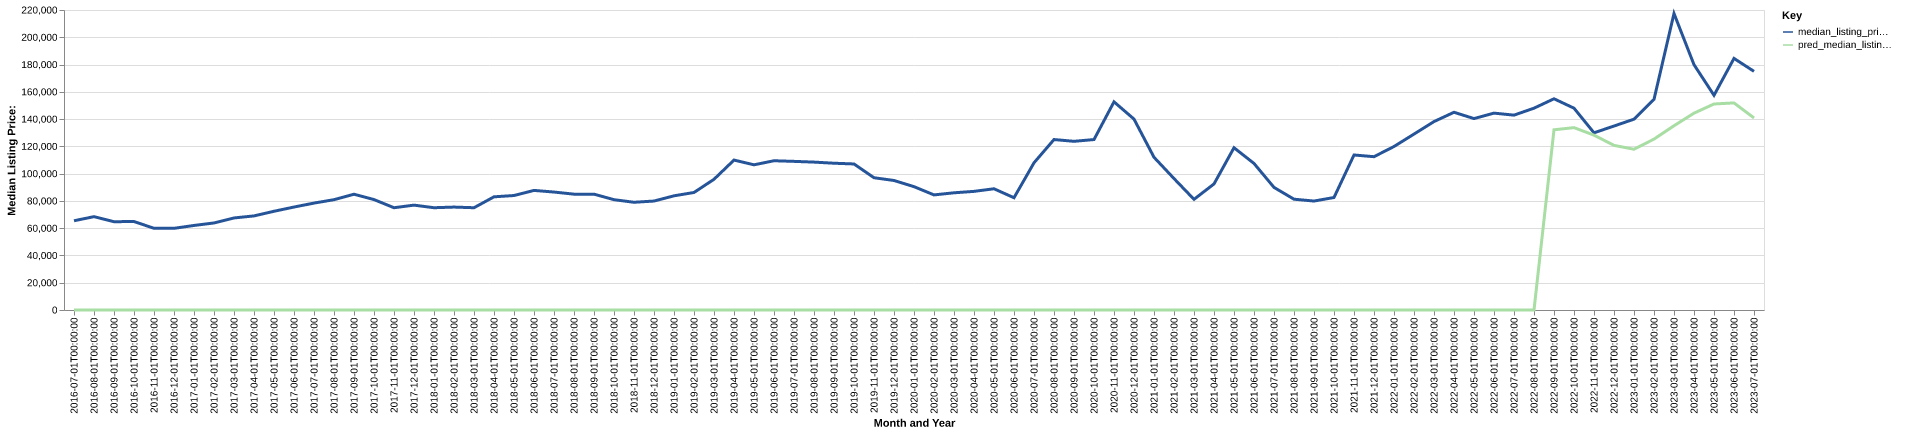 220,000
200,000
180,000
160,000
140,000
120,000
100,000
80,000
60,000
40,000
20,000
0
Median Listing Price:
2016-07-01T00:00:00
2016-08-01T00:00:00
2016-09-01T00:00:00
2016-10-01T00:00:00
2016-11-01T00:00:00
2016-12-01T00:00:00
2017-01-01T00:00:00
2017-02-01T00:00:00
2017-03-01T00:00:00
2017-04-01T00:00:00
2017-05-01T00:00:00
2017-06-01T00:00:00
2017-07-01T00:00:00
2017-08-01T00:00:00
2017-09-01T00:00:00
2017-10-01T00:00:00
2017-11-01T00:00:00
2017-12-01T00:00:00
2018-01-01T00:00:00
2018-02-01T00:00:00
2018-03-01T00:00:00
2018-04-01T00:00:00
2018-05-01T00:00:00
2018-06-01T00:00:00
2018-07-01T00:00:00
2018-08-01T00:00:00
2018-09-01T00:00:00
2018-10-01T00:00:00
2018-11-01T00:00:00
2018-12-01T00:00:00
2019-01-01T00:00:00
2019-02-01T00:00:00
2019-03-01T00:00:00
2019-04-01T00:00:00
2019-05-01T00:00:00
2019-06-01T00:00:00
2019-07-01T00:00:00
2019-08-01T00:00:00
2019-09-01T00:00:00
2019-10-01T00:00:00
2019-11-01T00:00:00
2019-12-01T00:00:00
2020-01-01T00:00:00
2020-02-01T00:00:00
2020-03-01T00:00:00
2020-04-01T00:00:00
2020-05-01T00:00:00
2020-06-01T00:00:00
2020-07-01T00:00:00
2020-08-01T00:00:00
2020-09-01T00:00:00
2020-10-01T00:00:00
2020-11-01T00:00:00
2020-12-01T00:00:00
2021-01-01T00:00:00
2021-02-01T00:00:00
2021-03-01T00:00:00
2021-04-01T00:00:00
2021-05-01T00:00:00
2021-06-01T00:00:00
2021-07-01T00:00:00
2021-08-01T00:00:00
2021-09-01T00:00:00
2021-10-01T00:00:00
2021-11-01T00:00:00
2021-12-01T00:00:00
2022-01-01T00:00:00
2022-02-01T00:00:00
2022-03-01T00:00:00
2022-04-01T00:00:00
2022-05-01T00:00:00
2022-06-01T00:00:00
2022-07-01T00:00:00
2022-08-01T00:00:00
2022-09-01T00:00:00
2022-10-01T00:00:00
2022-11-01T00:00:00
2022-12-01T00:00:00
2023-01-01T00:00:00
2023-02-01T00:00:00
2023-03-01T00:00:00
2023-04-01T00:00:00
2023-05-01T00:00:00
2023-06-01T00:00:00
2023-07-01T00:00:00
Month and Year
Key
median_listing_pri…
pred_median_listin…